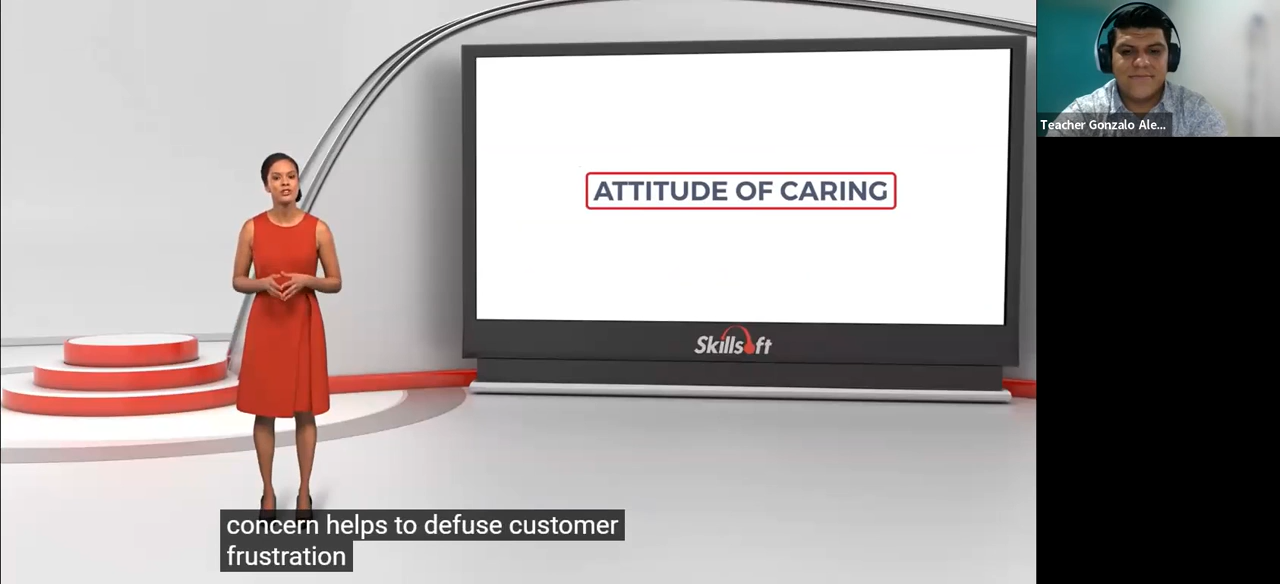 ATTITUDE OF CARING
Skillsoft
concern helps to defuse customer
frustration
Teacher Gonzalo Ale...